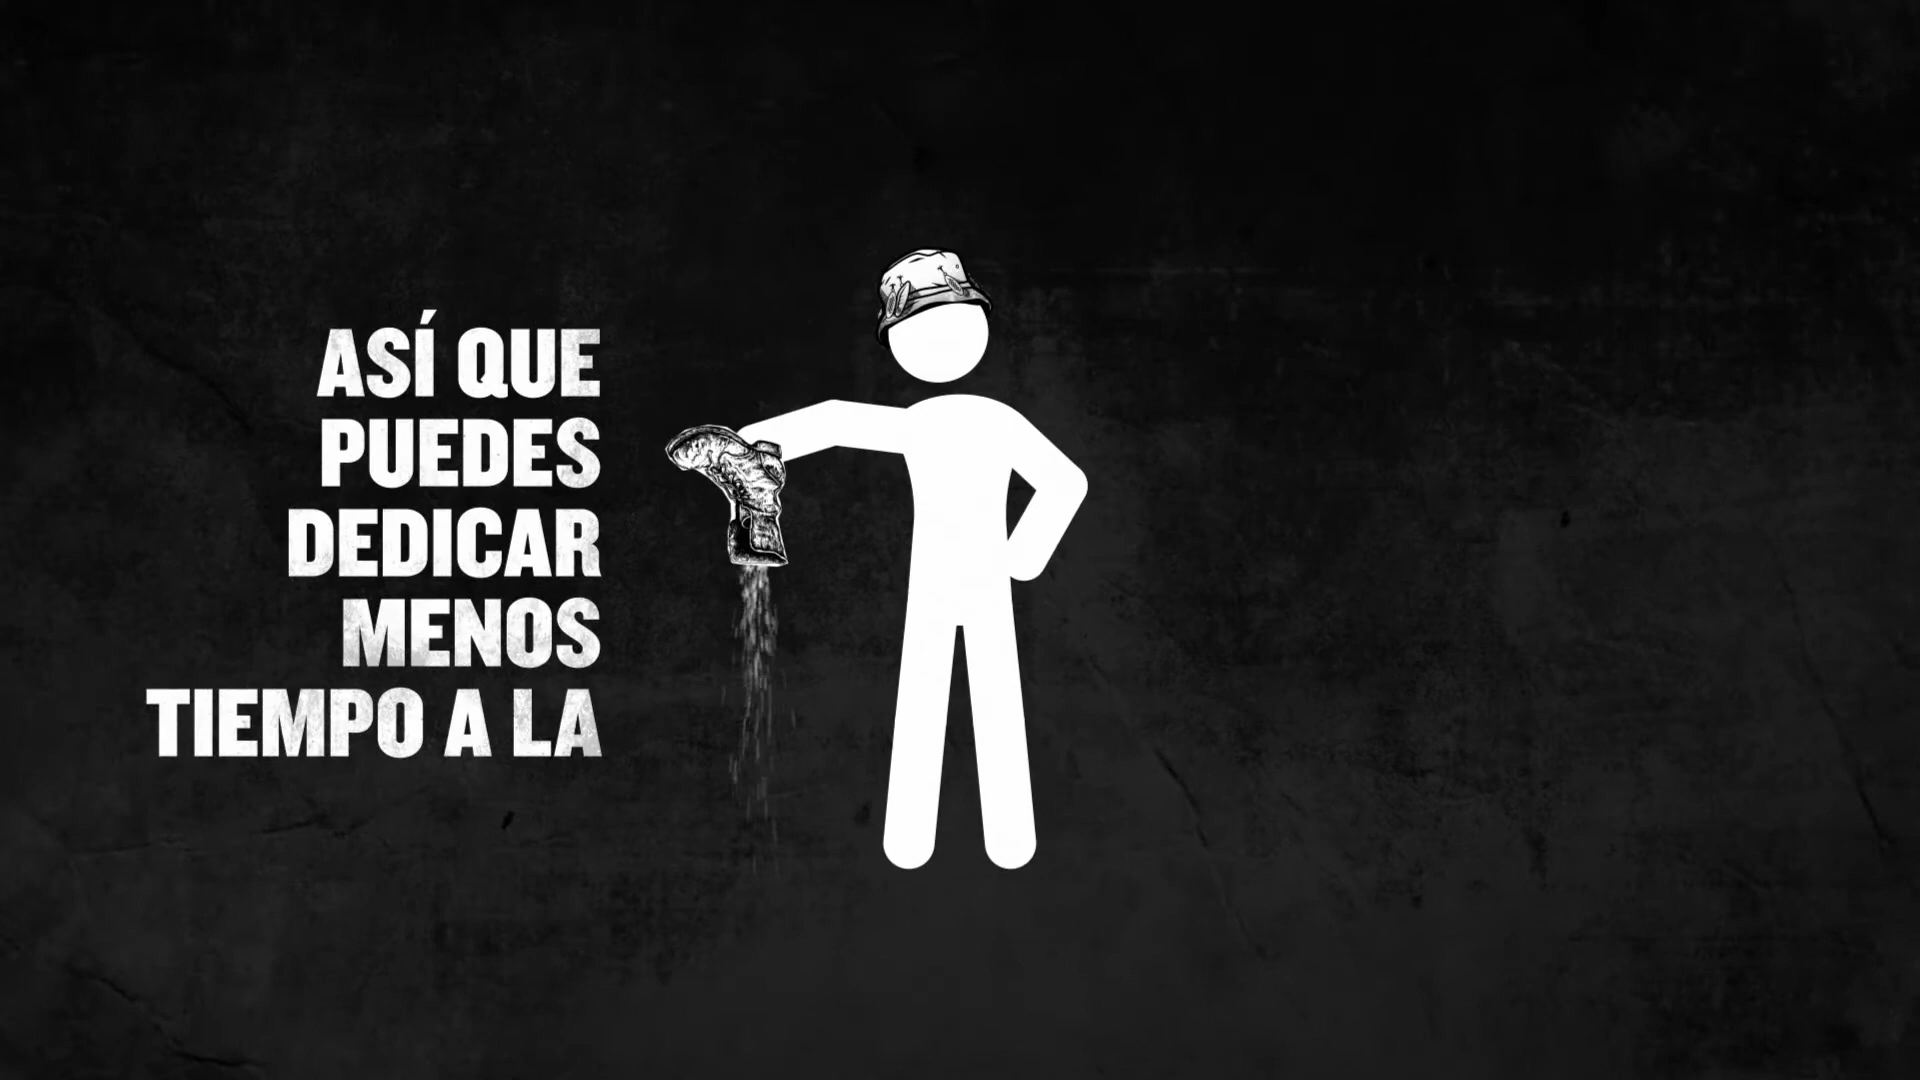 ASÍ QUE
PUEDES
DEDICAR
MENOS
TIEMPO A LA